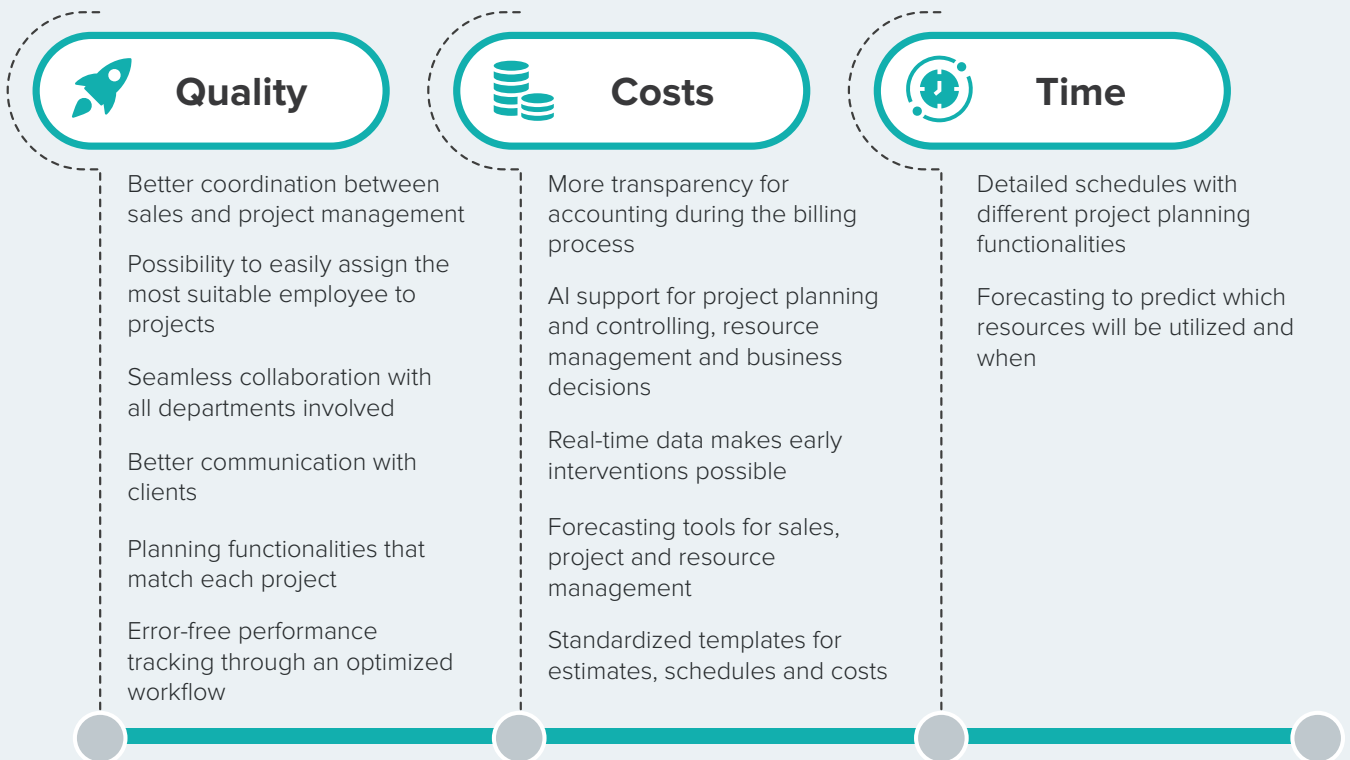 Quality
Better coordination between
sales and project management
Possibility to easily assign the
most suitable employee to
projects
Seamless collaboration with
all departments involved
Better communication with
clients
Planning functionalities that
match each project
Error-free performance
tracking through an optimized
workflow
Costs
More transparency for
accounting during the billing
process
AI support for project planning
and controlling, resource
management and business
decisions
Real-time data makes early
interventions possible
Forecasting tools for sales,
project and resource
management
Standardized templates for
estimates, schedules and costs
Time
Detailed schedules with
different project planning
functionalities
Forecasting to predict which
resources will be utilized and
when